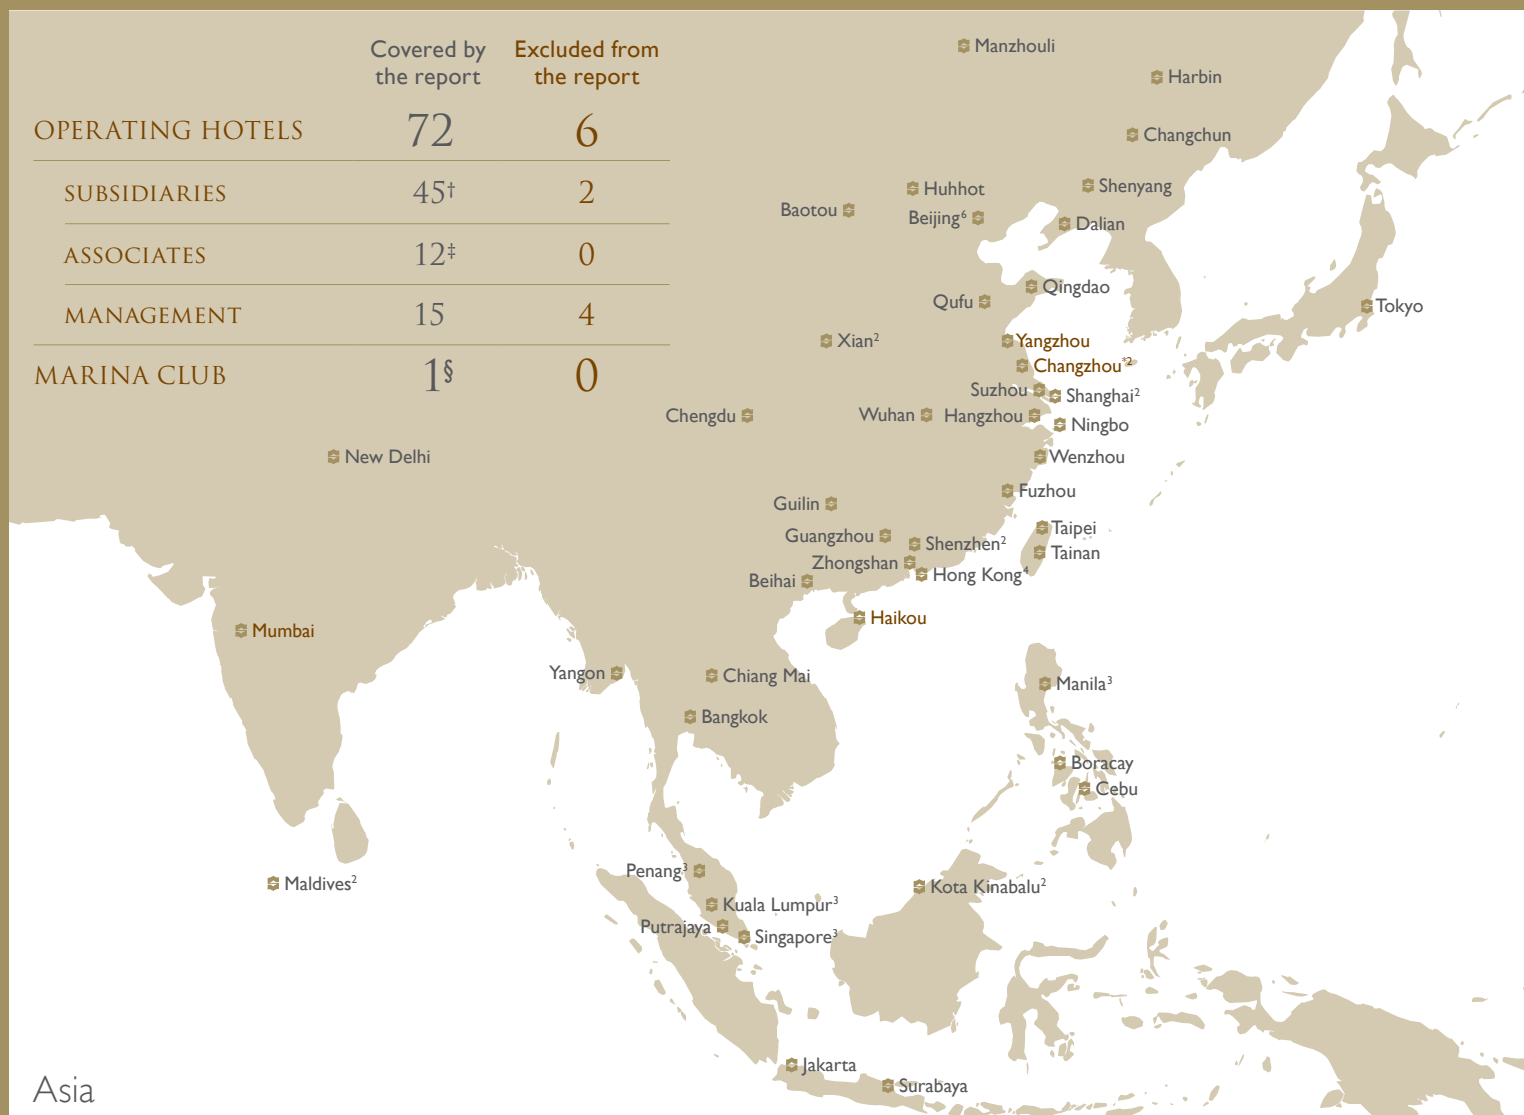 Covered by Excluded from
the report the report
OPERATING HOTELS 72 6
SUBSIDIARIES 45† 2
ASSOCIATES 12‡ 0
MANAGEMENT 15 4
MARINA CLUB 1§ 0
Manzhouli
Harbin
Changchun
Huhhot
Shenyang
Baotou
Beijing6
Dalian
Qingdao
Qufu
Tokyo
Xian2
Yangzhou
Changzhou*2
Suzhou
Shanghai2
Chengdu
Wuhan
Hangzhou
Ningbo
New Delhi
Wenzhou
Fuzhou
Guilin
Taipei
Guangzhou
Shenzhen2
Tainan
Zhongshan
Hong Kong4
Beihai
Haikou
Mumbai
Yangon
Chiang Mai
Manila3
Bangkok
Boracay
Cebu
Penang3
Maldives2
Kota Kinabalu2
Kuala Lumpur3
Putrajaya
Singapore3
Jakarta
Surabaya
Asia